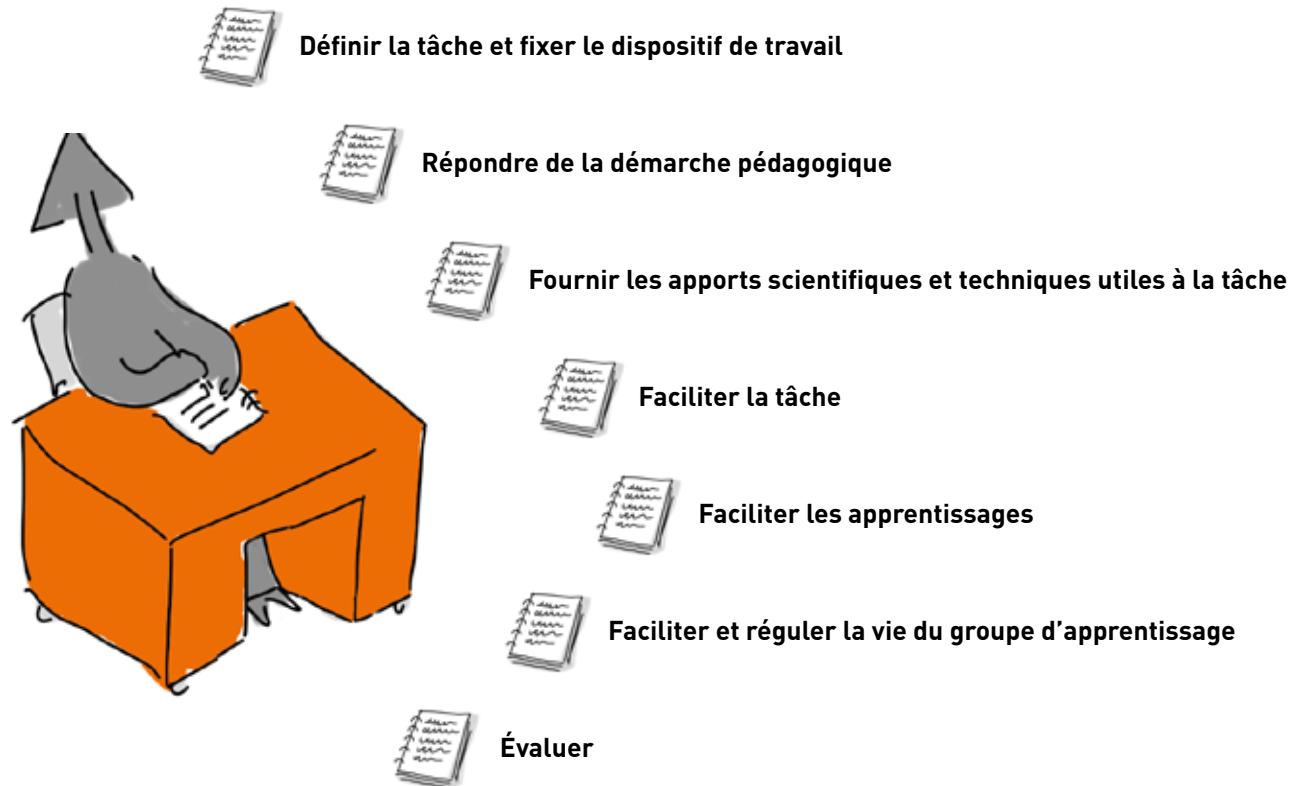 Définir la tâche et fixer le dispositif de travail
Répondre de la démarche pédagogique
Fournir les apports scientifiques et techniques utiles à la tâche
Faciliter la tâche
Faciliter les apprentissages
Faciliter et réguler la vie du groupe d’apprentissage
Évaluer